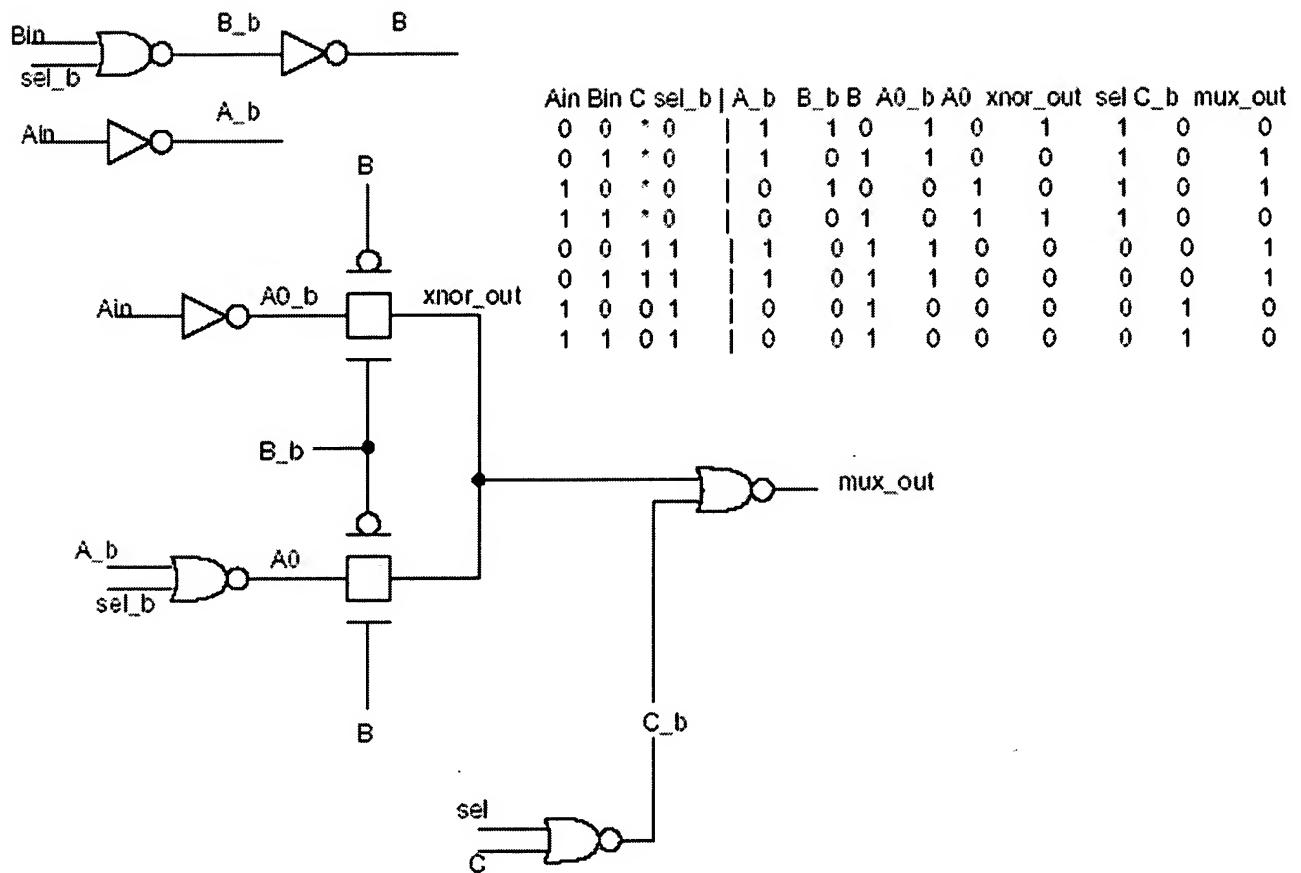 Bin
sel_b
B_b
B
Ain
A_b
Ain Bin C sel_b | A_b B_b B A0_b A0 xnor_out sel C_b mux_out
0 0 * 0 | 1 1 0 1 0 1 1 0 0
0 1 * 0 | 1 0 1 1 0 0 1 0 1
1 0 * 0 | 0 1 0 0 1 0 1 0 1
1 1 * 0 | 0 0 1 0 1 1 1 0 0
0 0 1 1 | 1 0 1 1 0 0 0 0 1
0 1 1 1 | 1 0 1 1 0 0 0 0 1
1 0 0 1 | 0 0 1 0 0 0 0 1 0
1 1 0 1 | 0 0 1 0 0 0 0 1 0
B
Ain
A0_b
xnor_out
B_b
mux_out
A_b
sel_b
A0
B
C_b
sel
C